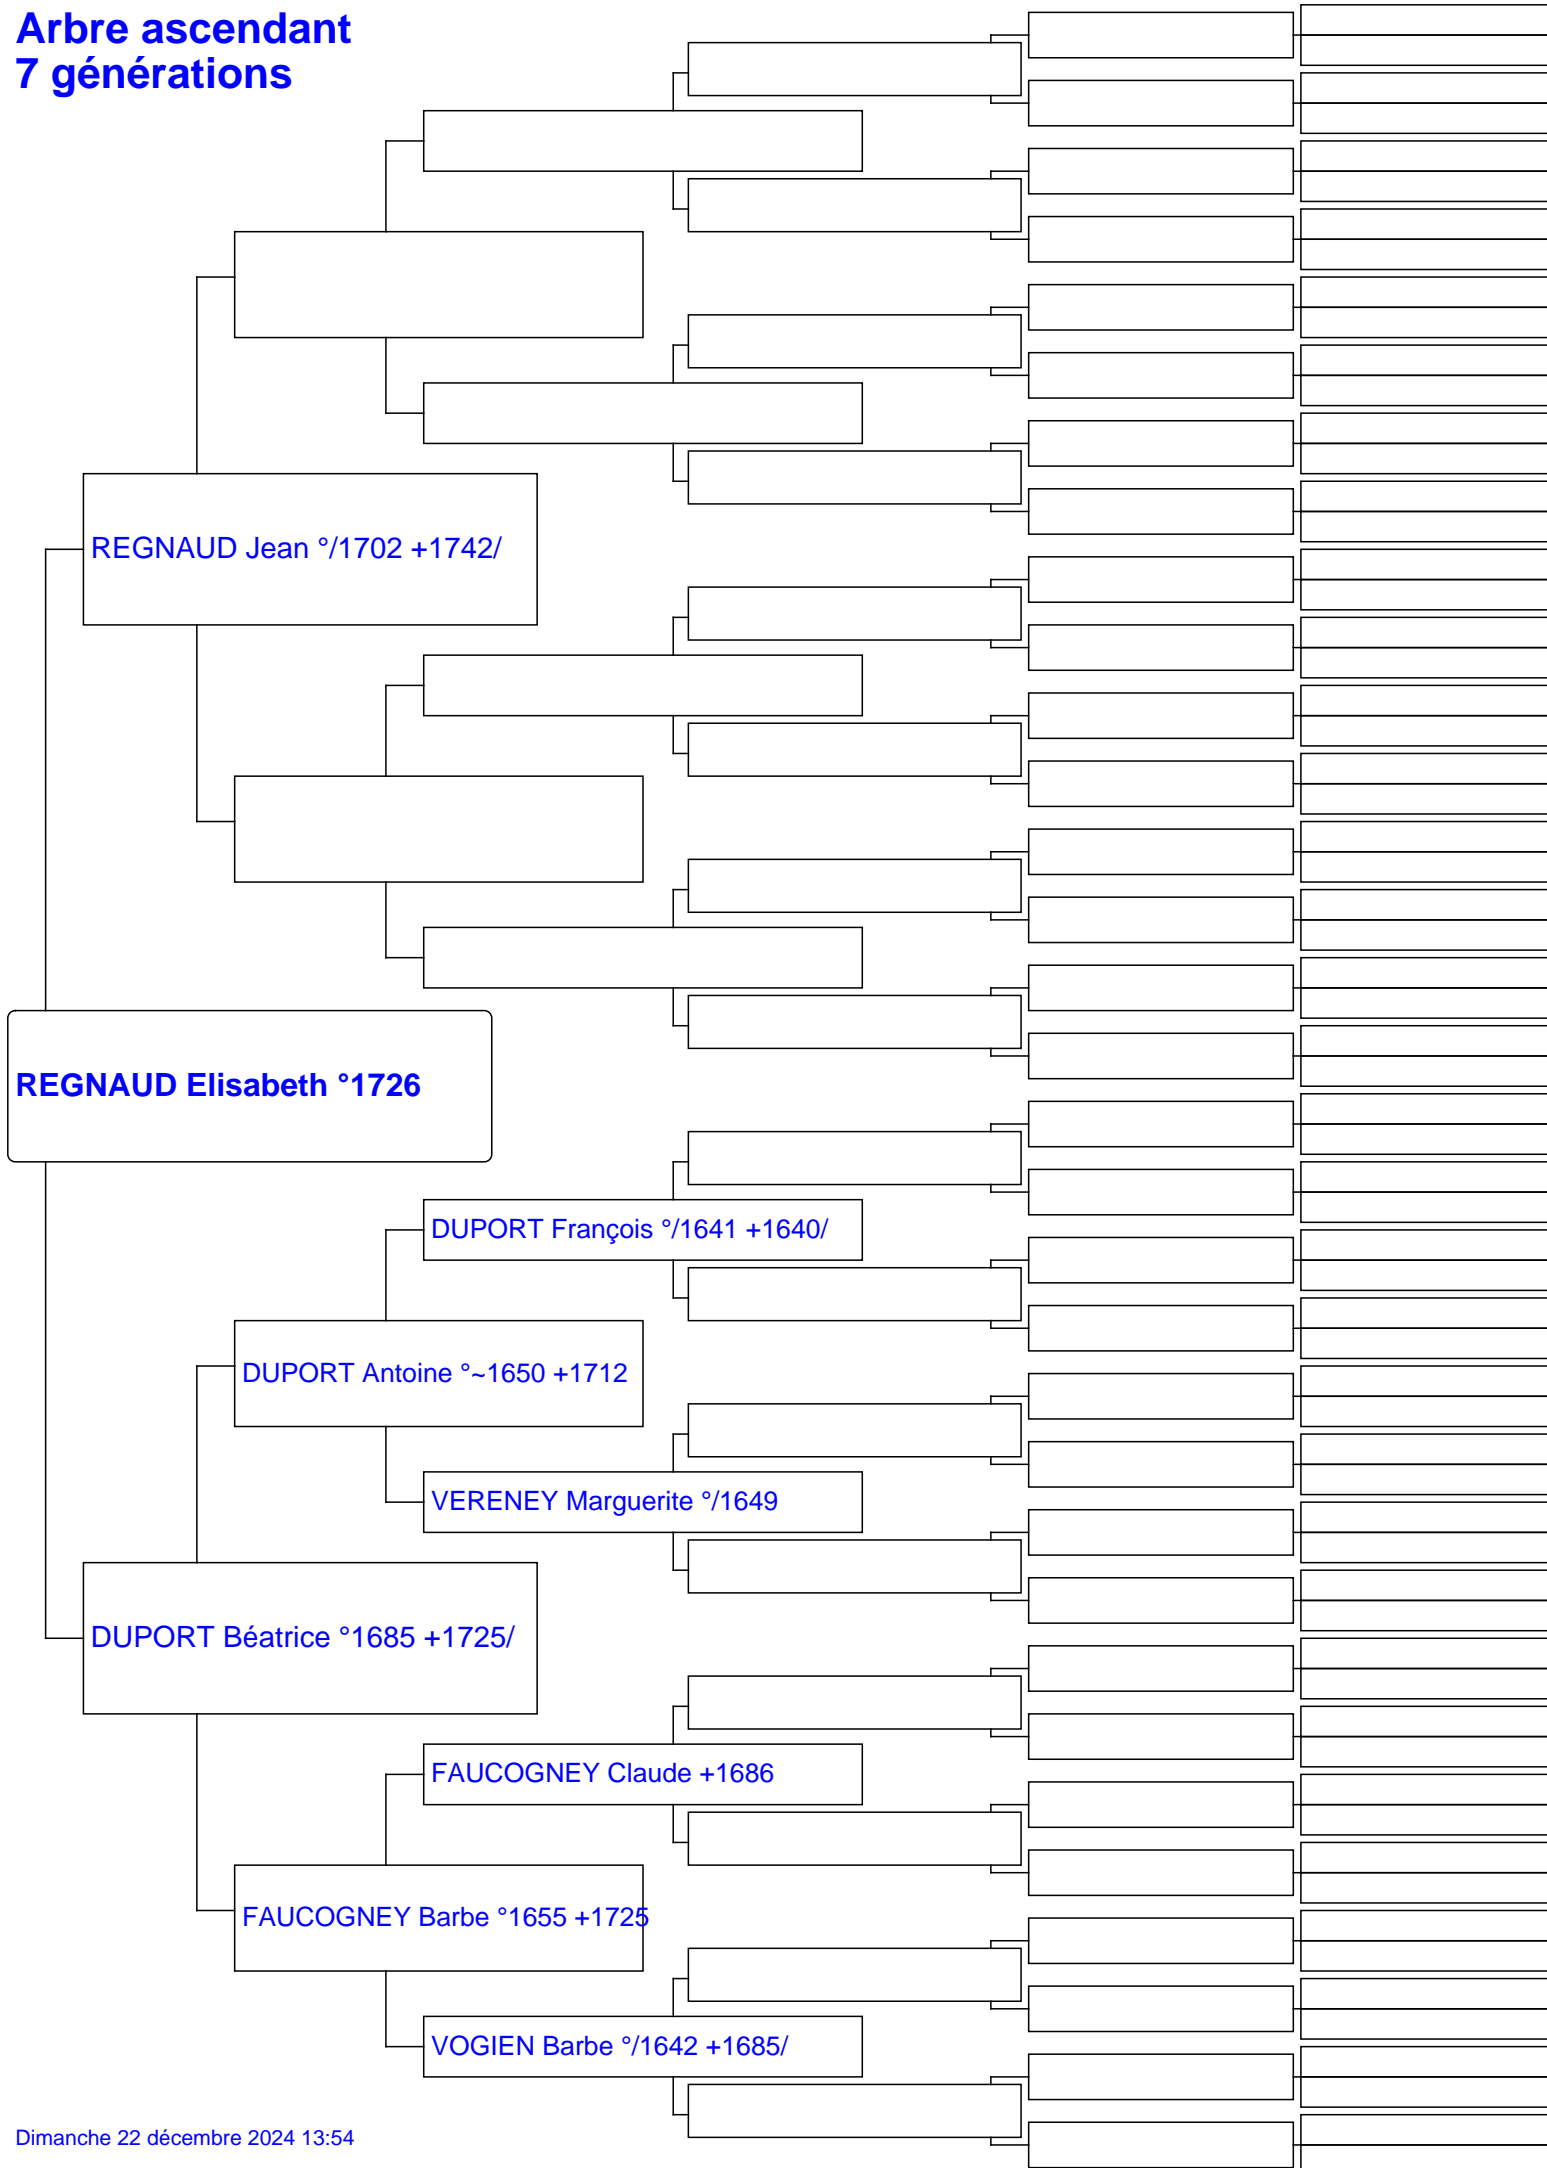 Arbre ascendant
7 générations
REGNAUD Jean °/1702 +1742/
REGNAUD Elisabeth °1726
DUPORT François °/1641 +1640/
DUPORT Antoine °~1650 +1712
VERENEY Marguerite °/1649
DUPORT Béatrice °1685 +1725/
FAUCOGNEY Claude +1686
FAUCOGNEY Barbe °1655 +1725
VOGIEN Barbe °/1642 +1685/
Dimanche 22 décembre 2024 13:54